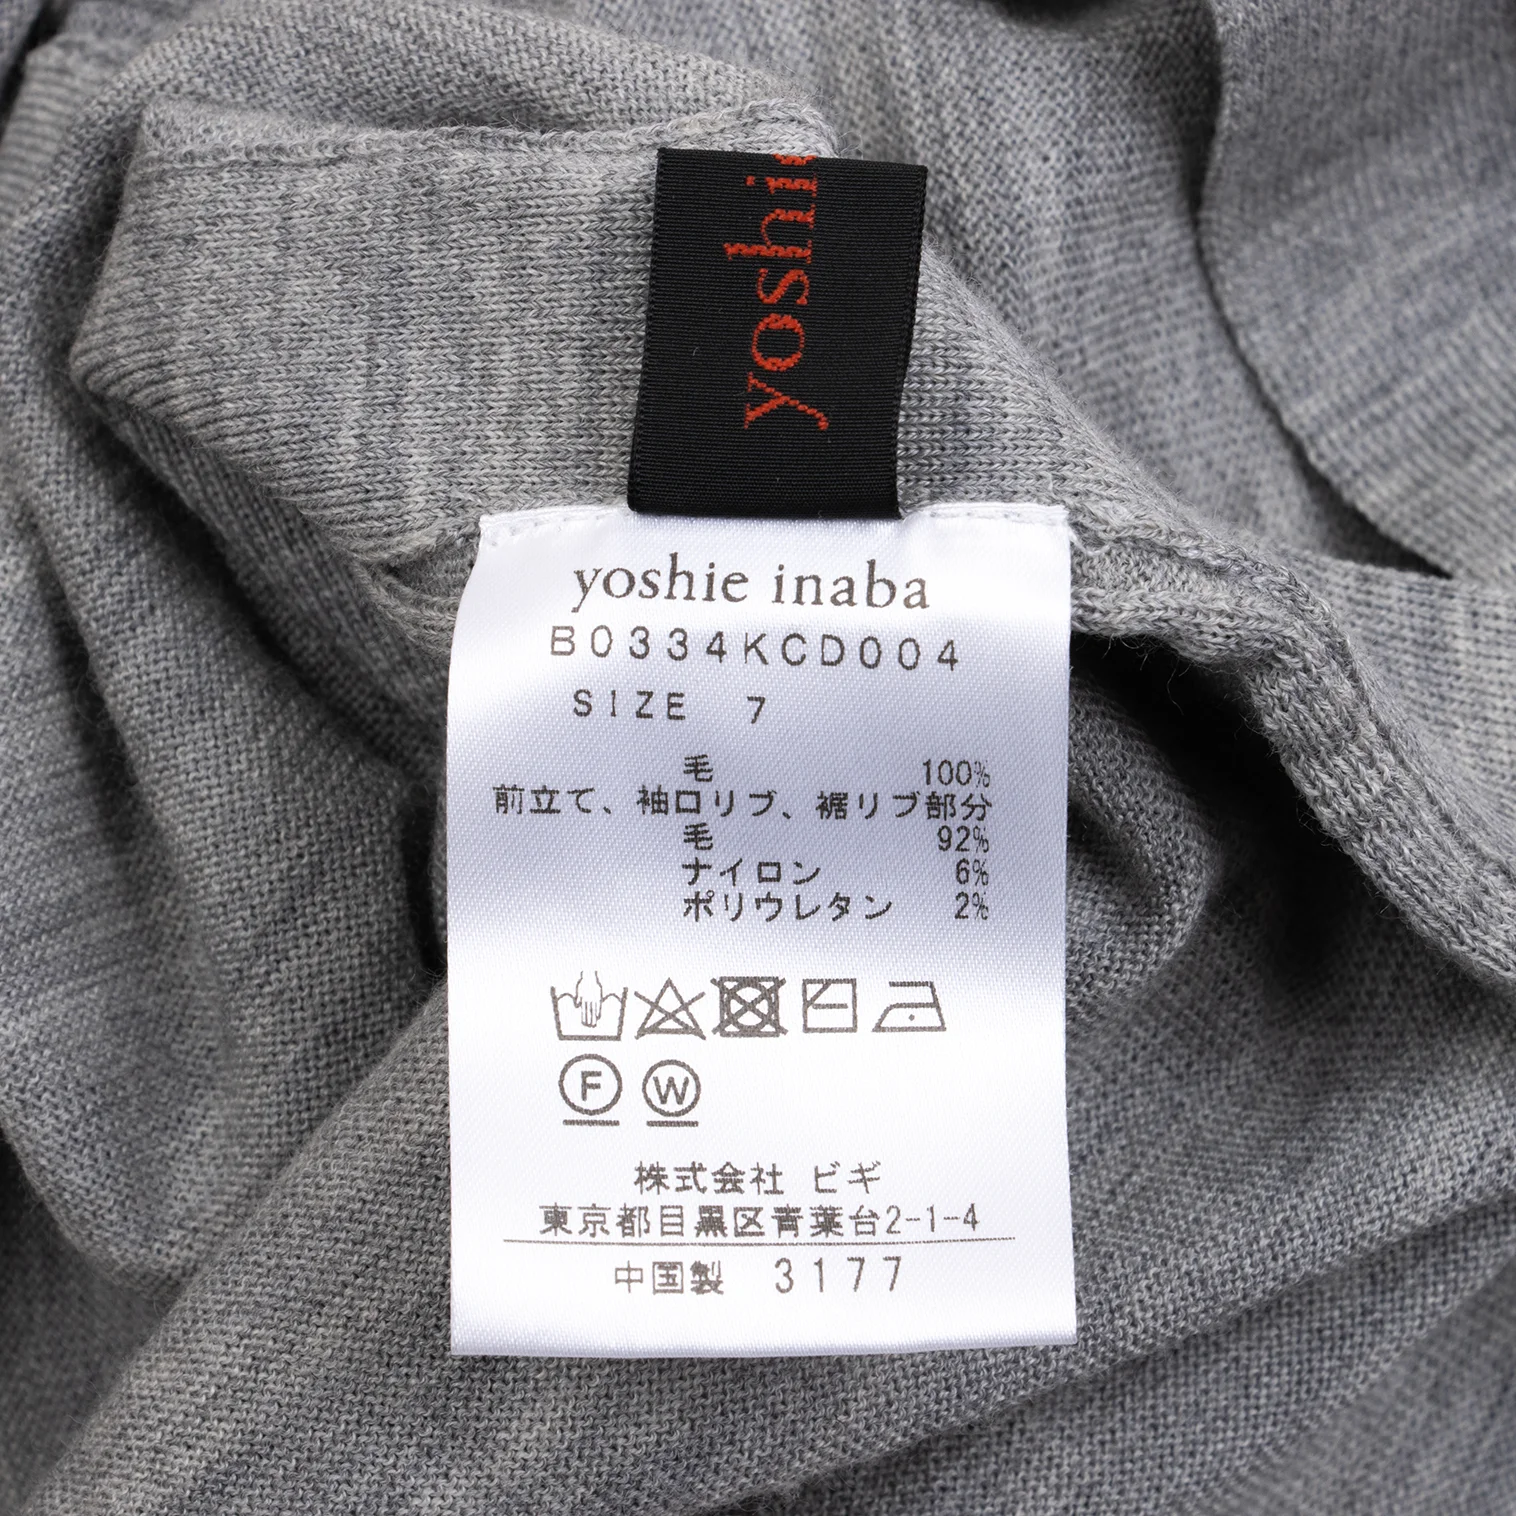 yoshi
yoshie inaba
B0334KCD004
SIZE 7
毛 100%
前立て、袖口リブ、裾リブ部分
毛 92%
ナイロン 6%
ポリウレタン 2%
F W
株式会社 ビギ
東京都目黒区青葉台2-1-4
中国製 3177